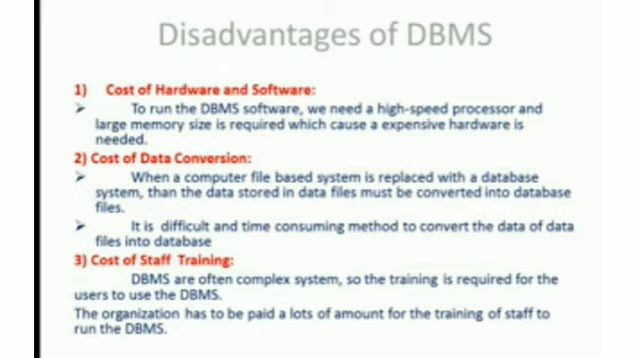 Disadvantages of DBMS
1) Cost of Hardware and Software:
➢ To run the DBMS software, we need a high-speed processor and
large memory size is required which cause a expensive hardware is
needed.
2) Cost of Data Conversion:
➢ When a computer file based system is replaced with a database
system, than the data stored in data files must be converted into database
files.
➢ It is difficult and time consuming method to convert the data of data
files into database
3) Cost of Staff Training:
DBMS are often complex system, so the training is required for the
users to use the DBMS.
The organization has to be paid a lots of amount for the training of staff to
run the DBMS.